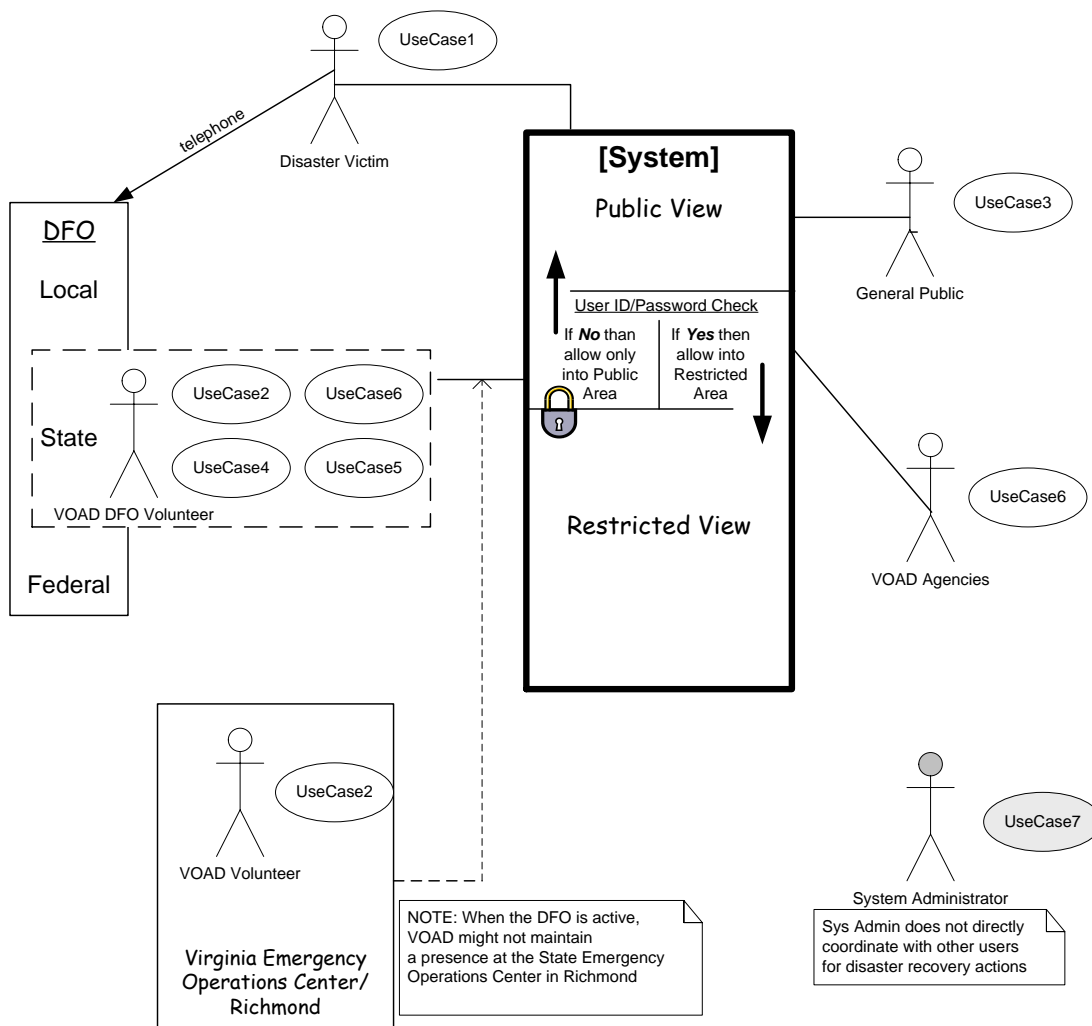 UseCase1
telephone
Disaster Victim
[System]
Public View
User ID/Password Check
If No than
allow only
into Public
Area
If Yes then
allow into
Restricted
Area
Restricted View
DFO
Local
State
Federal
UseCase2
UseCase6
UseCase4
UseCase5
VOAD DFO Volunteer
UseCase3
General Public
UseCase6
VOAD Agencies
UseCase2
VOAD Volunteer
Virginia Emergency
Operations Center/
Richmond
NOTE: When the DFO is active,
VOAD might not maintain
a presence at the State Emergency
Operations Center in Richmond
UseCase7
System Administrator
Sys Admin does not directly
coordinate with other users
for disaster recovery actions